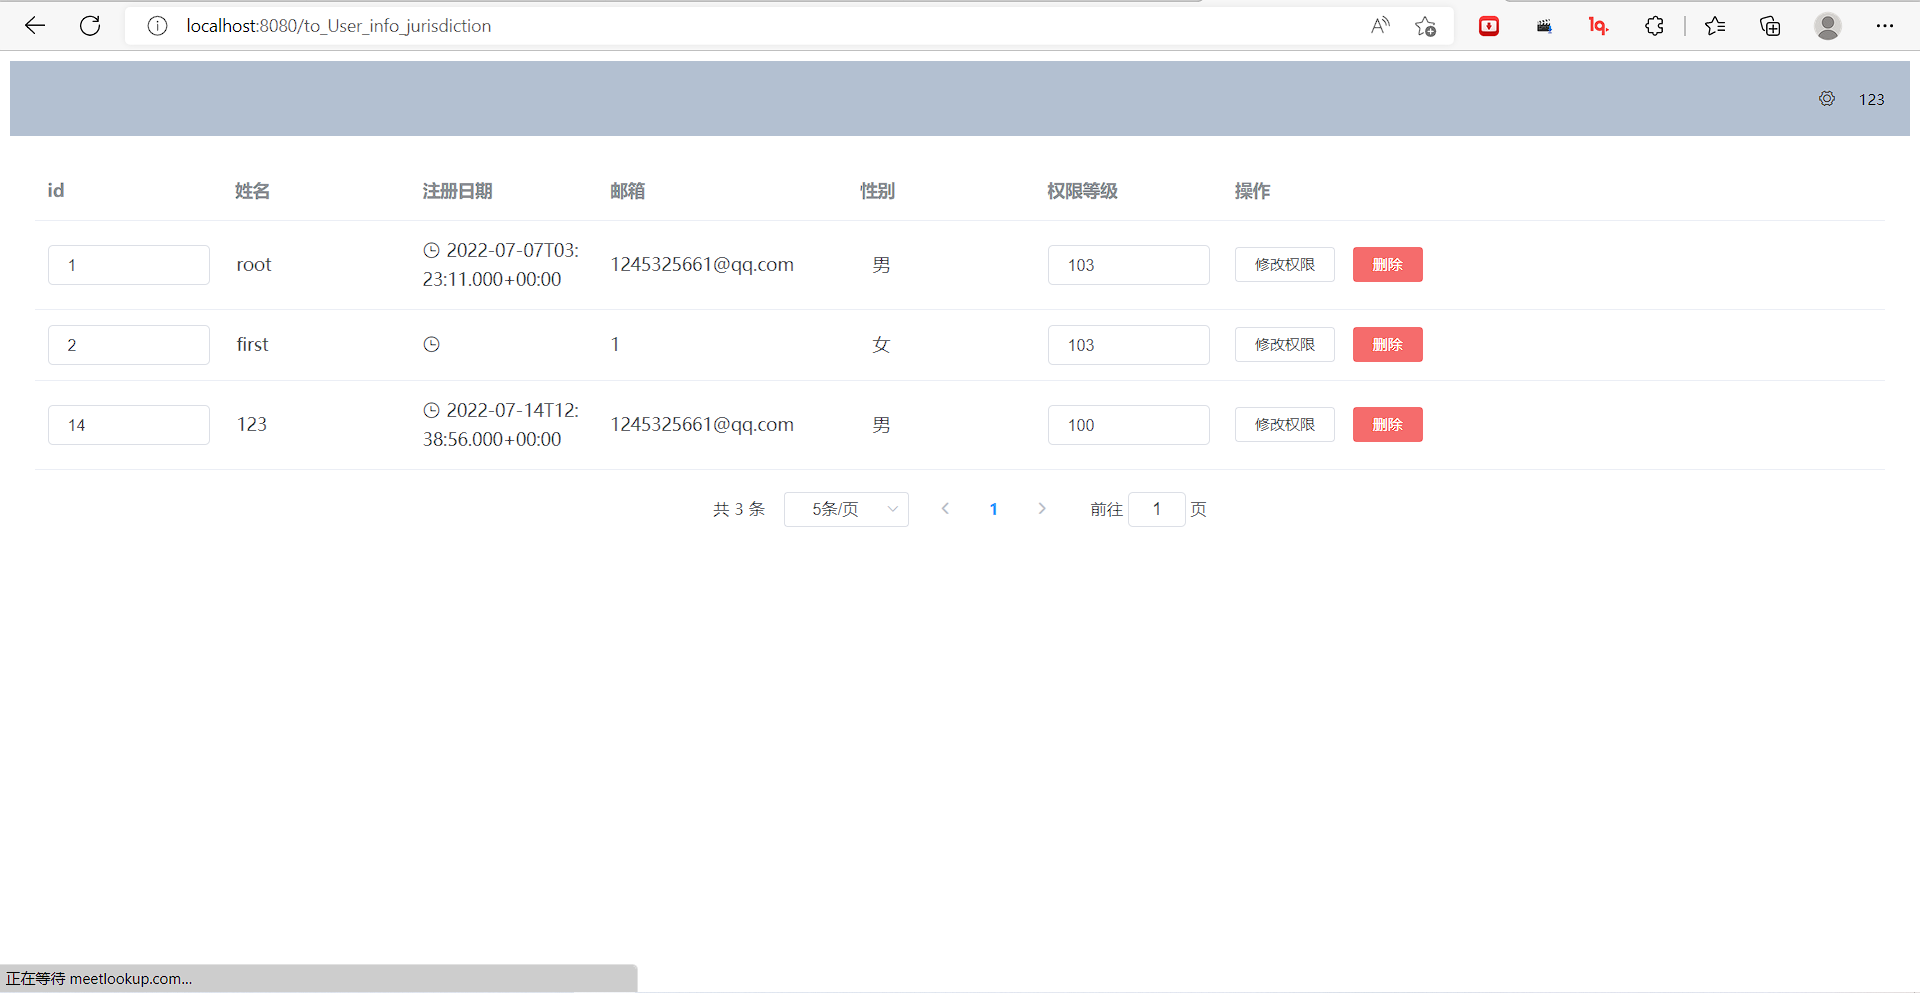 localhost:8080/to_User_info_jurisdiction
123
id 姓名 注册日期 邮箱 性别 权限等级 操作
1 root 2022-07-07T03:
23:11.000+00:00 1245325661@qq.com 男 103 修改权限 删除
2 first 1 女 103 修改权限 删除
14 123 2022-07-14T12:
38:56.000+00:00 1245325661@qq.com 男 100 修改权限 删除
共 3 条 5条/页 1 前往 1 页
正在等待 meetlookup.com...